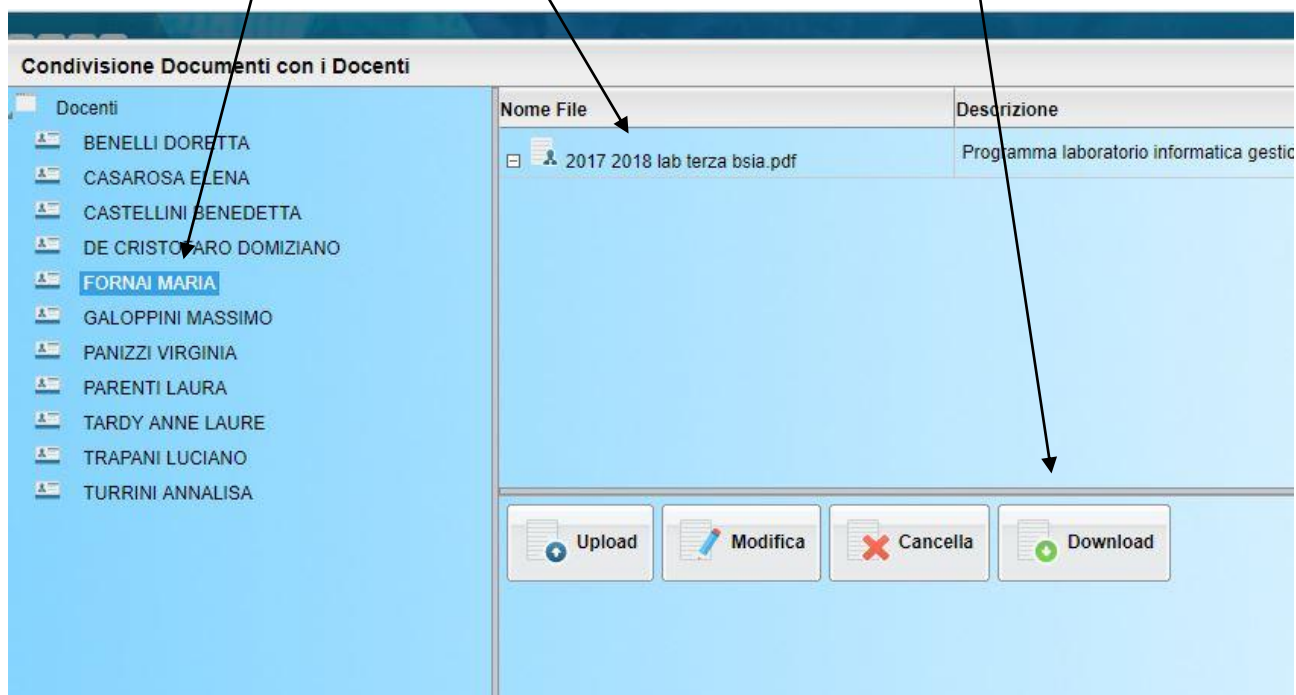 Condivisione Documenti con i Docenti
Docenti
BENELLI DORETTA
CASAROSA ELENA
CASTELLINI BENEDETTA
DE CRISTOFARO DOMIZIANO
FORNAI MARIA
GALOPPINI MASSIMO
PANIZZI VIRGINIA
PARENTI LAURA
TARDY ANNE LAURE
TRAPANI LUCIANO
TURRINI ANNALISA
Nome File Descrizione
2017 2018 lab terza bsia.pdf Programma laboratorio informatica gestio
Upload Modifica Cancella Download